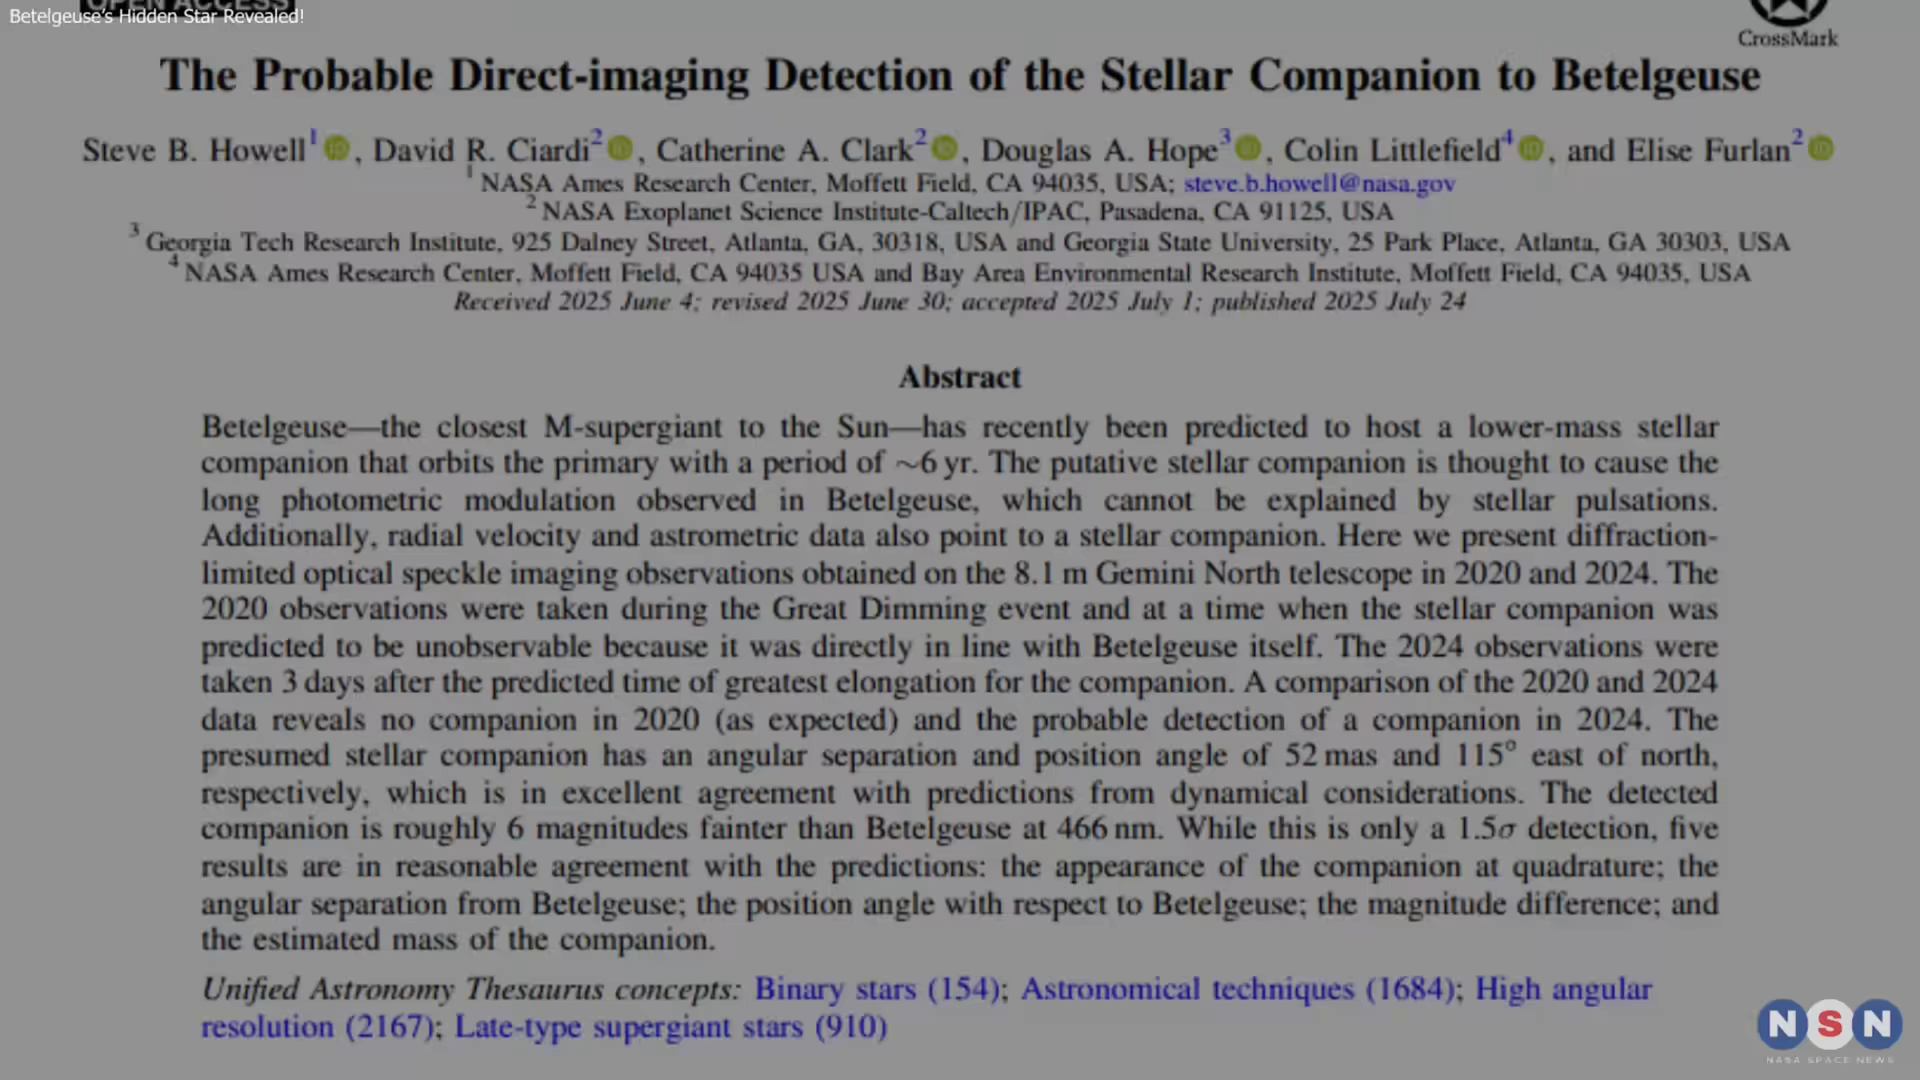 OPEN ACCESS
Betelgeuse's Hidden Star Revealed!
CrossMark
The Probable Direct-imaging Detection of the Stellar Companion to Betelgeuse
Steve B. Howell1, David R. Ciardi2, Catherine A. Clark2, Douglas A. Hope3, Colin Littlefield4, and Elise Furlan2
1 NASA Ames Research Center, Moffett Field, CA 94035, USA; steve.b.howell@nasa.gov
2 NASA Exoplanet Science Institute-Caltech/IPAC, Pasadena, CA 91125, USA
3 Georgia Tech Research Institute, 925 Dalney Street, Atlanta, GA, 30318, USA and Georgia State University, 25 Park Place, Atlanta, GA 30303, USA
4 NASA Ames Research Center, Moffett Field, CA 94035 USA and Bay Area Environmental Research Institute, Moffett Field, CA 94035, USA
Received 2025 June 4; revised 2025 June 30; accepted 2025 July 1; published 2025 July 24
Abstract
Betelgeuse—the closest M-supergiant to the Sun—has recently been predicted to host a lower-mass stellar
companion that orbits the primary with a period of ~6 yr. The putative stellar companion is thought to cause the
long photometric modulation observed in Betelgeuse, which cannot be explained by stellar pulsations.
Additionally, radial velocity and astrometric data also point to a stellar companion. Here we present diffraction-
limited optical speckle imaging observations obtained on the 8.1 m Gemini North telescope in 2020 and 2024. The
2020 observations were taken during the Great Dimming event and at a time when the stellar companion was
predicted to be unobservable because it was directly in line with Betelgeuse itself. The 2024 observations were
taken 3 days after the predicted time of greatest elongation for the companion. A comparison of the 2020 and 2024
data reveals no companion in 2020 (as expected) and the probable detection of a companion in 2024. The
presumed stellar companion has an angular separation and position angle of 52 mas and 115° east of north,
respectively, which is in excellent agreement with predictions from dynamical considerations. The detected
companion is roughly 6 magnitudes fainter than Betelgeuse at 466 nm. While this is only a 1.5σ detection, five
results are in reasonable agreement with the predictions: the appearance of the companion at quadrature; the
angular separation from Betelgeuse; the position angle with respect to Betelgeuse; the magnitude difference; and
the estimated mass of the companion.
Unified Astronomy Thesaurus concepts: Binary stars (154); Astronomical techniques (1684); High angular
resolution (2167); Late-type supergiant stars (910)
NSN
NASA SPACE NEWS